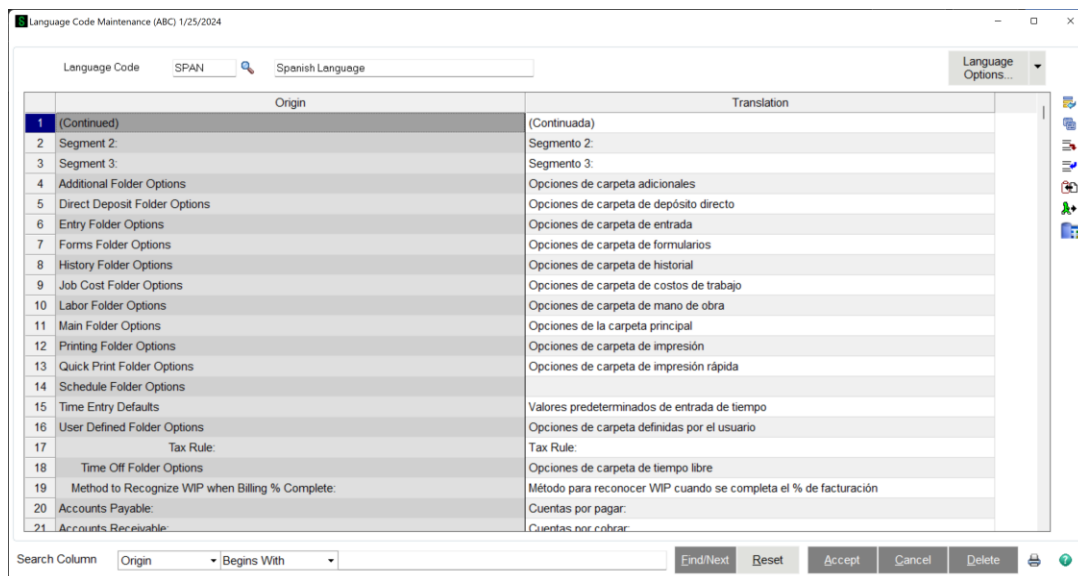 Language Code Maintenance (ABC) 1/25/2024
Language Code SPAN Spanish Language Language Options...
Origin Translation
1 (Continued) (Continuada)
2 Segment 2: Segmento 2:
3 Segment 3: Segmento 3:
4 Additional Folder Options Opciones de carpeta adicionales
5 Direct Deposit Folder Options Opciones de carpeta de depósito directo
6 Entry Folder Options Opciones de carpeta de entrada
7 Forms Folder Options Opciones de carpeta de formularios
8 History Folder Options Opciones de carpeta de historial
9 Job Cost Folder Options Opciones de carpeta de costos de trabajo
10 Labor Folder Options Opciones de carpeta de mano de obra
11 Main Folder Options Opciones de la carpeta principal
12 Printing Folder Options Opciones de carpeta de impresión
13 Quick Print Folder Options Opciones de carpeta de impresión rápida
14 Schedule Folder Options
15 Time Entry Defaults Valores predeterminados de entrada de tiempo
16 User Defined Folder Options Opciones de carpeta definidas por el usuario
17 Tax Rule: Tax Rule:
18 Time Off Folder Options Opciones de carpeta de tiempo libre
19 Method to Recognize WIP when Billing % Complete: Método para reconocer WIP cuando se completa el % de facturación
20 Accounts Payable: Cuentas por pagar:
21 Accounts Receivable: Cuentas por cobrar:
Search Column Origin Begins With Find/Next Reset Accept Cancel Delete